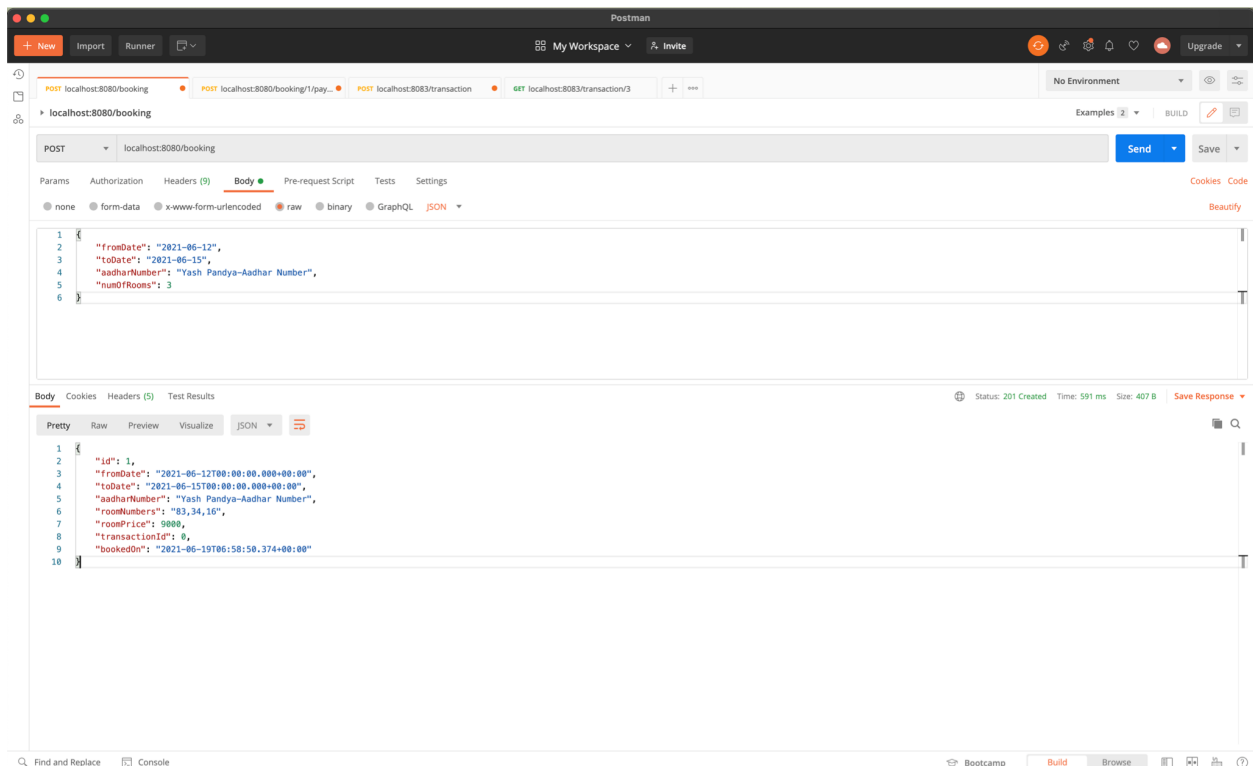 Postman
+ New Import Runner My Workspace Invite Upgrade
POST localhost:8080/booking POST localhost:8080/booking/1/pay... POST localhost:8083/transaction GET localhost:8083/transaction/3 + ••• No Environment
localhost:8080/booking Examples 2 BUILD
POST localhost:8080/booking Send Save
Params Authorization Headers (9) Body Pre-request Script Tests Settings Cookies Code
none form-data x-www-form-urlencoded raw binary GraphQL JSON Beautify
1 {
2 "fromDate": "2021-06-12",
3 "toDate": "2021-06-15",
4 "aadharNumber": "Yash Pandya-Aadhar Number",
5 "numOfRooms": 3
6 }
Body Cookies Headers (5) Test Results Status: 201 Created Time: 591 ms Size: 407 B Save Response
Pretty Raw Preview Visualize JSON
1 {
2 "id": 1,
3 "fromDate": "2021-06-12T00:00:00.000+00:00",
4 "toDate": "2021-06-15T00:00:00.000+00:00",
5 "aadharNumber": "Yash Pandya-Aadhar Number",
6 "roomNumbers": "83,34,16",
7 "roomPrice": 9000,
8 "transactionId": 0,
9 "bookedOn": "2021-06-19T06:58:50.374+00:00"
10 }
Find and Replace Console Bootcamp Build Browse